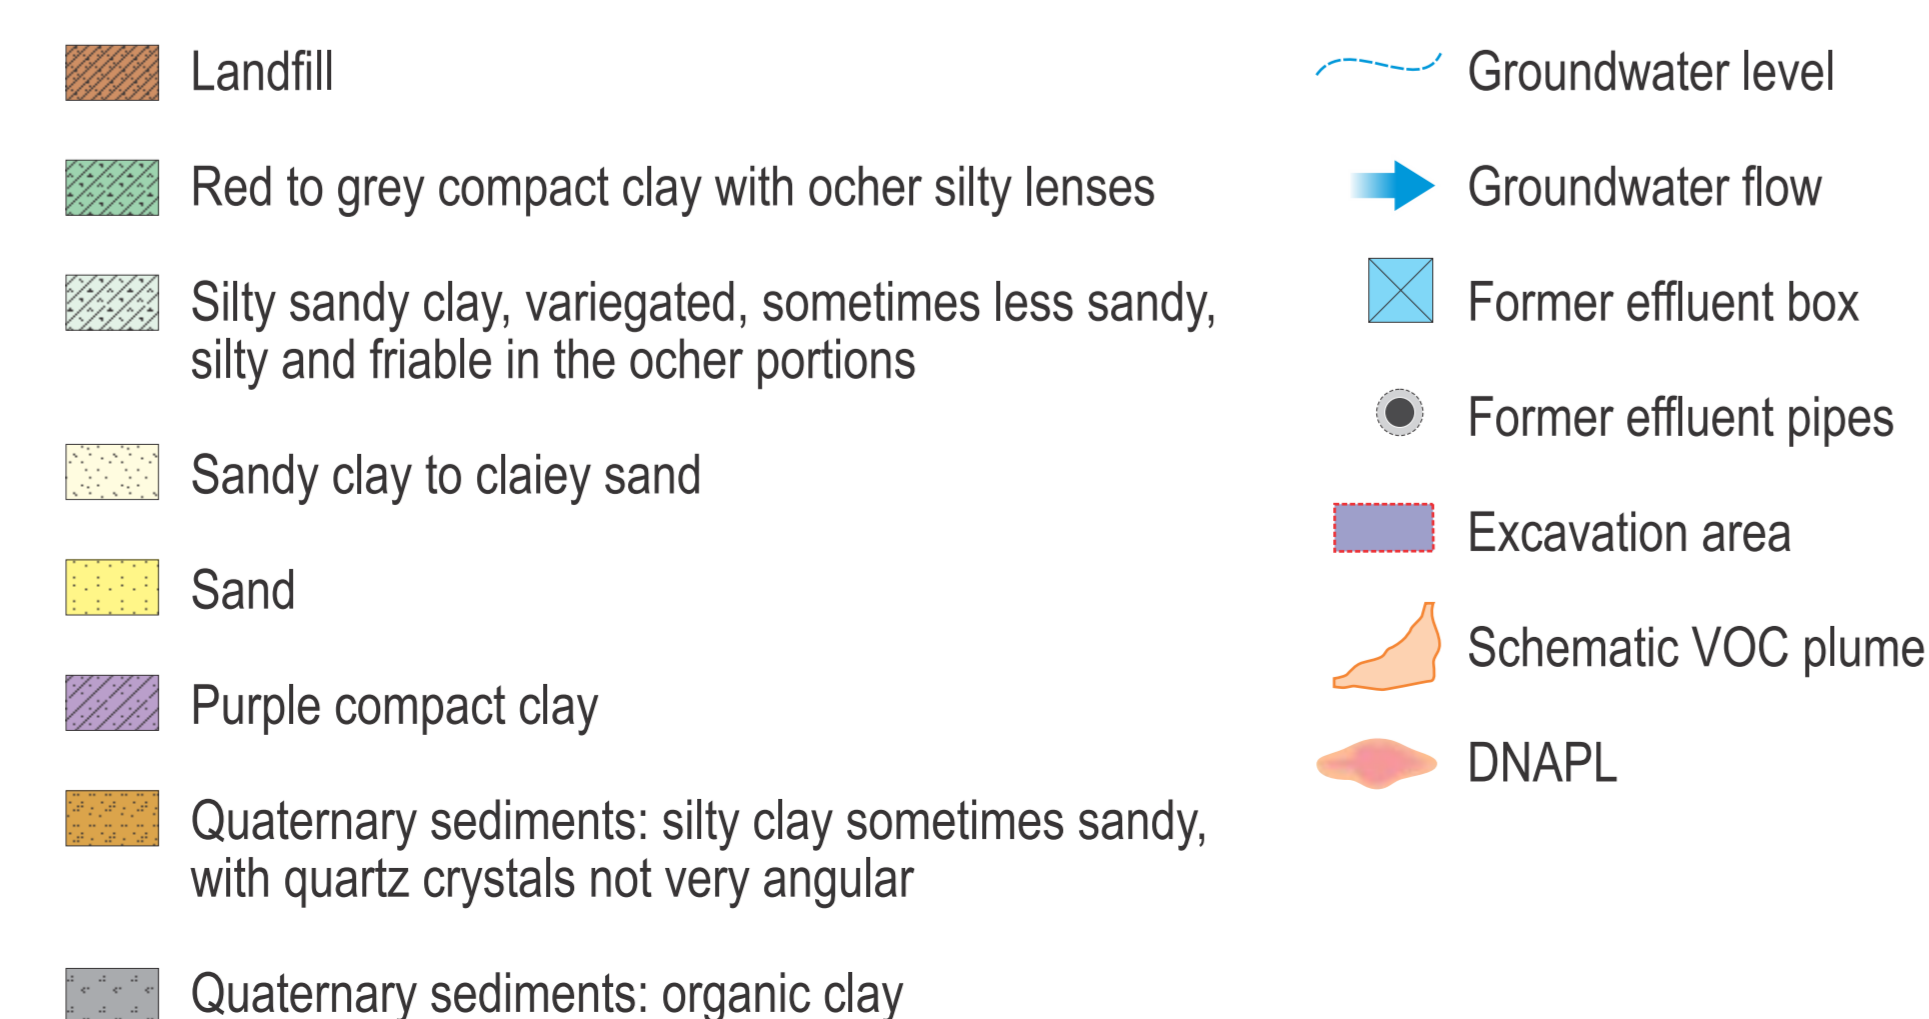 Landfill
Red to grey compact clay with ocher silty lenses
Silty sandy clay, variegated, sometimes less sandy,
silty and friable in the ocher portions
Sandy clay to claiey sand
Sand
Purple compact clay
Quaternary sediments: silty clay sometimes sandy,
with quartz crystals not very angular
Quaternary sediments: organic clay
Groundwater level
Groundwater flow
Former effluent box
Former effluent pipes
Excavation area
Schematic VOC plume
DNAPL